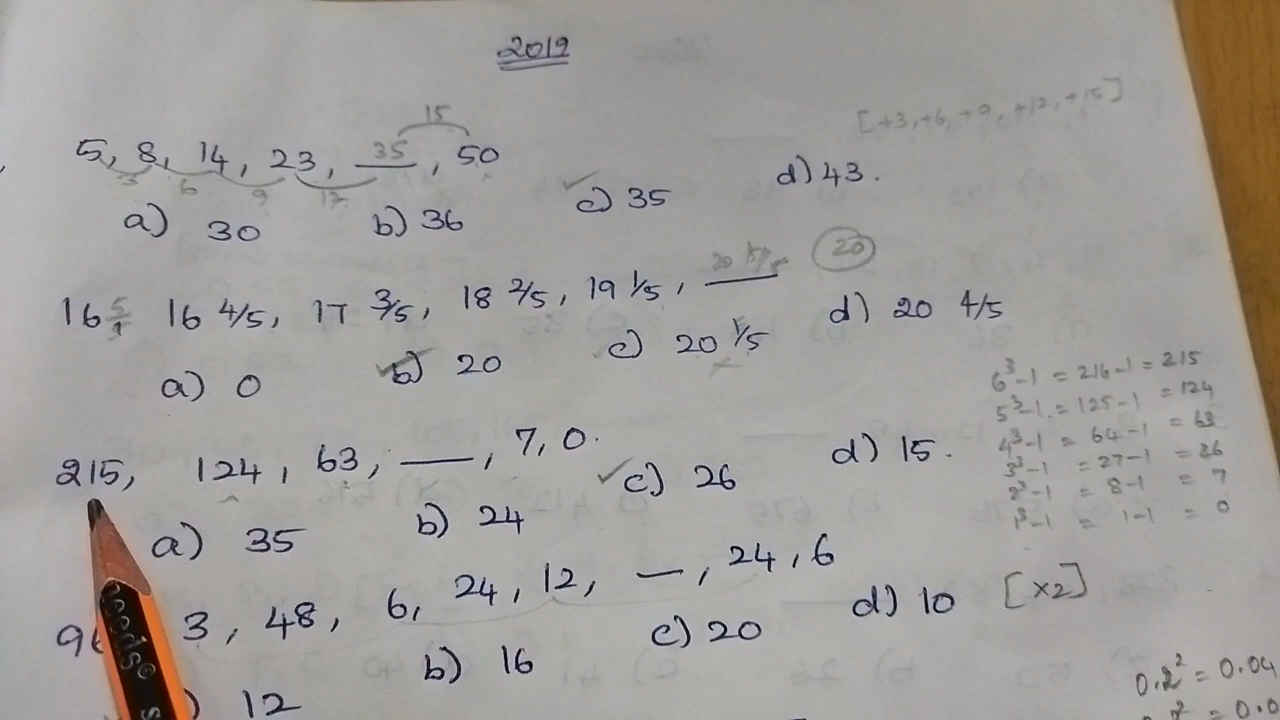 2019
[+3,+6,+9,+12,+15]
15
5, 8, 14, 23, 35, 50
3 6 9 12
a) 30 b) 36 c) 35 d) 43.
16 4/5, 17 3/5, 18 2/5, 19 1/5, 20
a) 0 b) 20 c) 20 1/5 d) 20 4/5
215, 124, 63, __, 7, 0.
a) 35 b) 24 c) 26 d) 15.
6³-1 = 216-1 = 215
5³-1 = 125-1 = 124
4³-1 = 64-1 = 63
3³-1 = 27-1 = 26
2³-1 = 8-1 = 7
1³-1 = 1-1 = 0
3, 48, 6, 24, 12, __, 24, 6
[×2]
) 12 b) 16 c) 20 d) 10
0.2² = 0.04